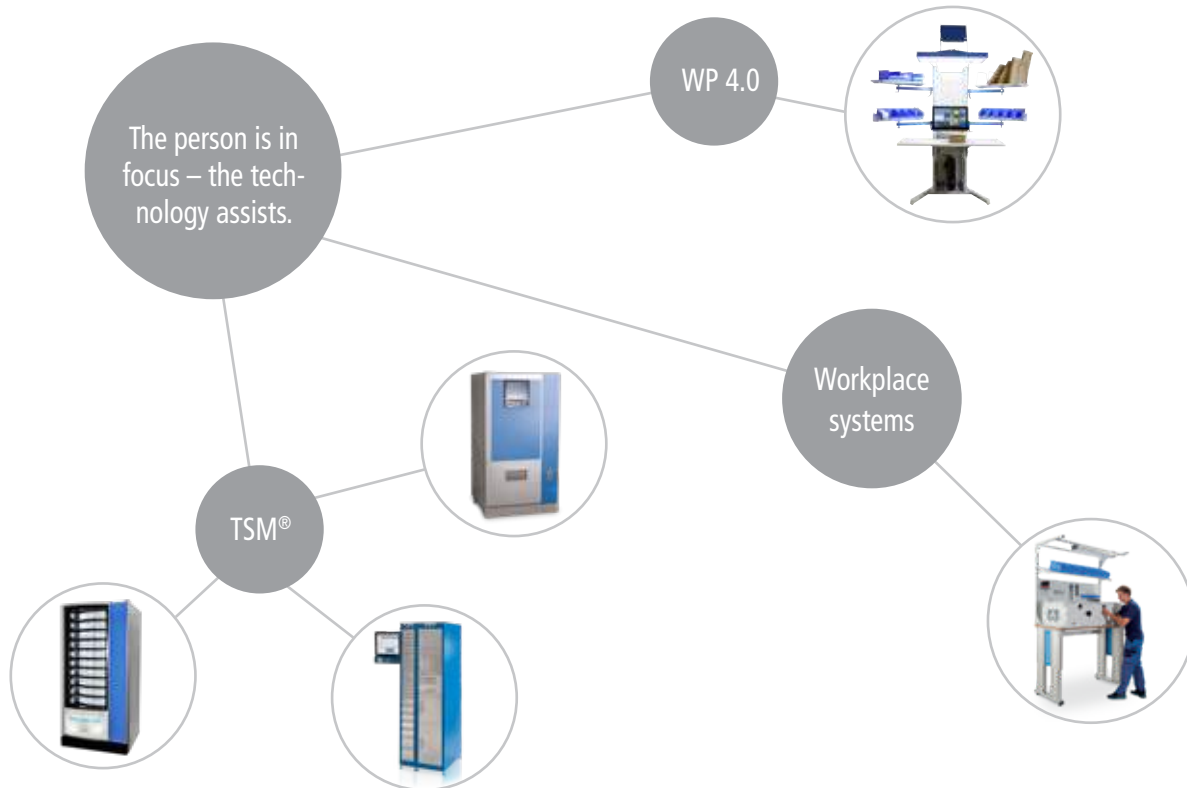 The person is in
focus – the tech-
nology assists.
WP 4.0
Workplace
systems
TSM®